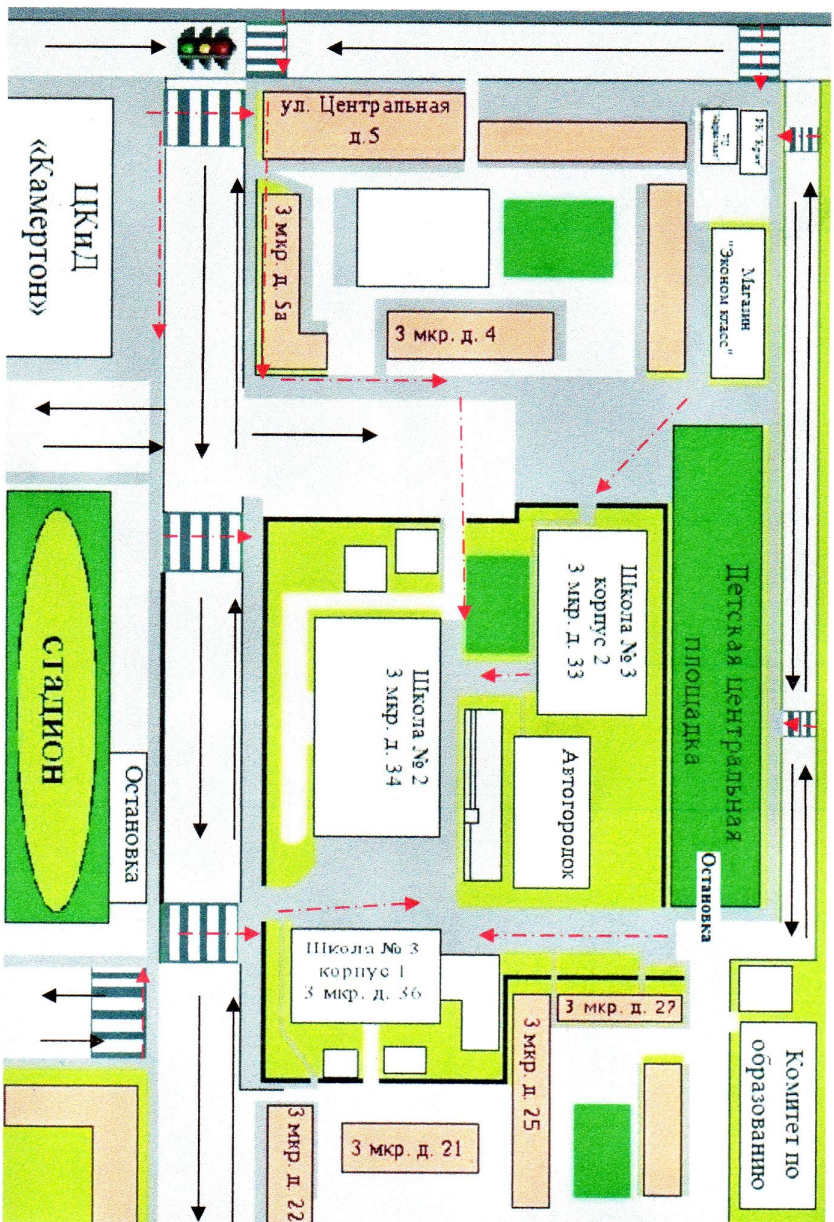 ул. Центральная
д.5
РК "Кристалл"
ЦКиД
«Камертон»
3 мкр. д. 5а
3 мкр. д. 4
Магазин
"Эконом класс"
Детская центральная
площадка
Школа № 3
корпус 2
3 мкр. д. 33
Школа № 2
3 мкр. д. 34
Автогородок
стадион
Остановка
Остановка
Школа № 3
корпус 1
3 мкр. д. 36
3 мкр. д. 27
3 мкр. д. 25
Комитет по
образованию
3 мкр. д. 21
3 мкр. д. 22